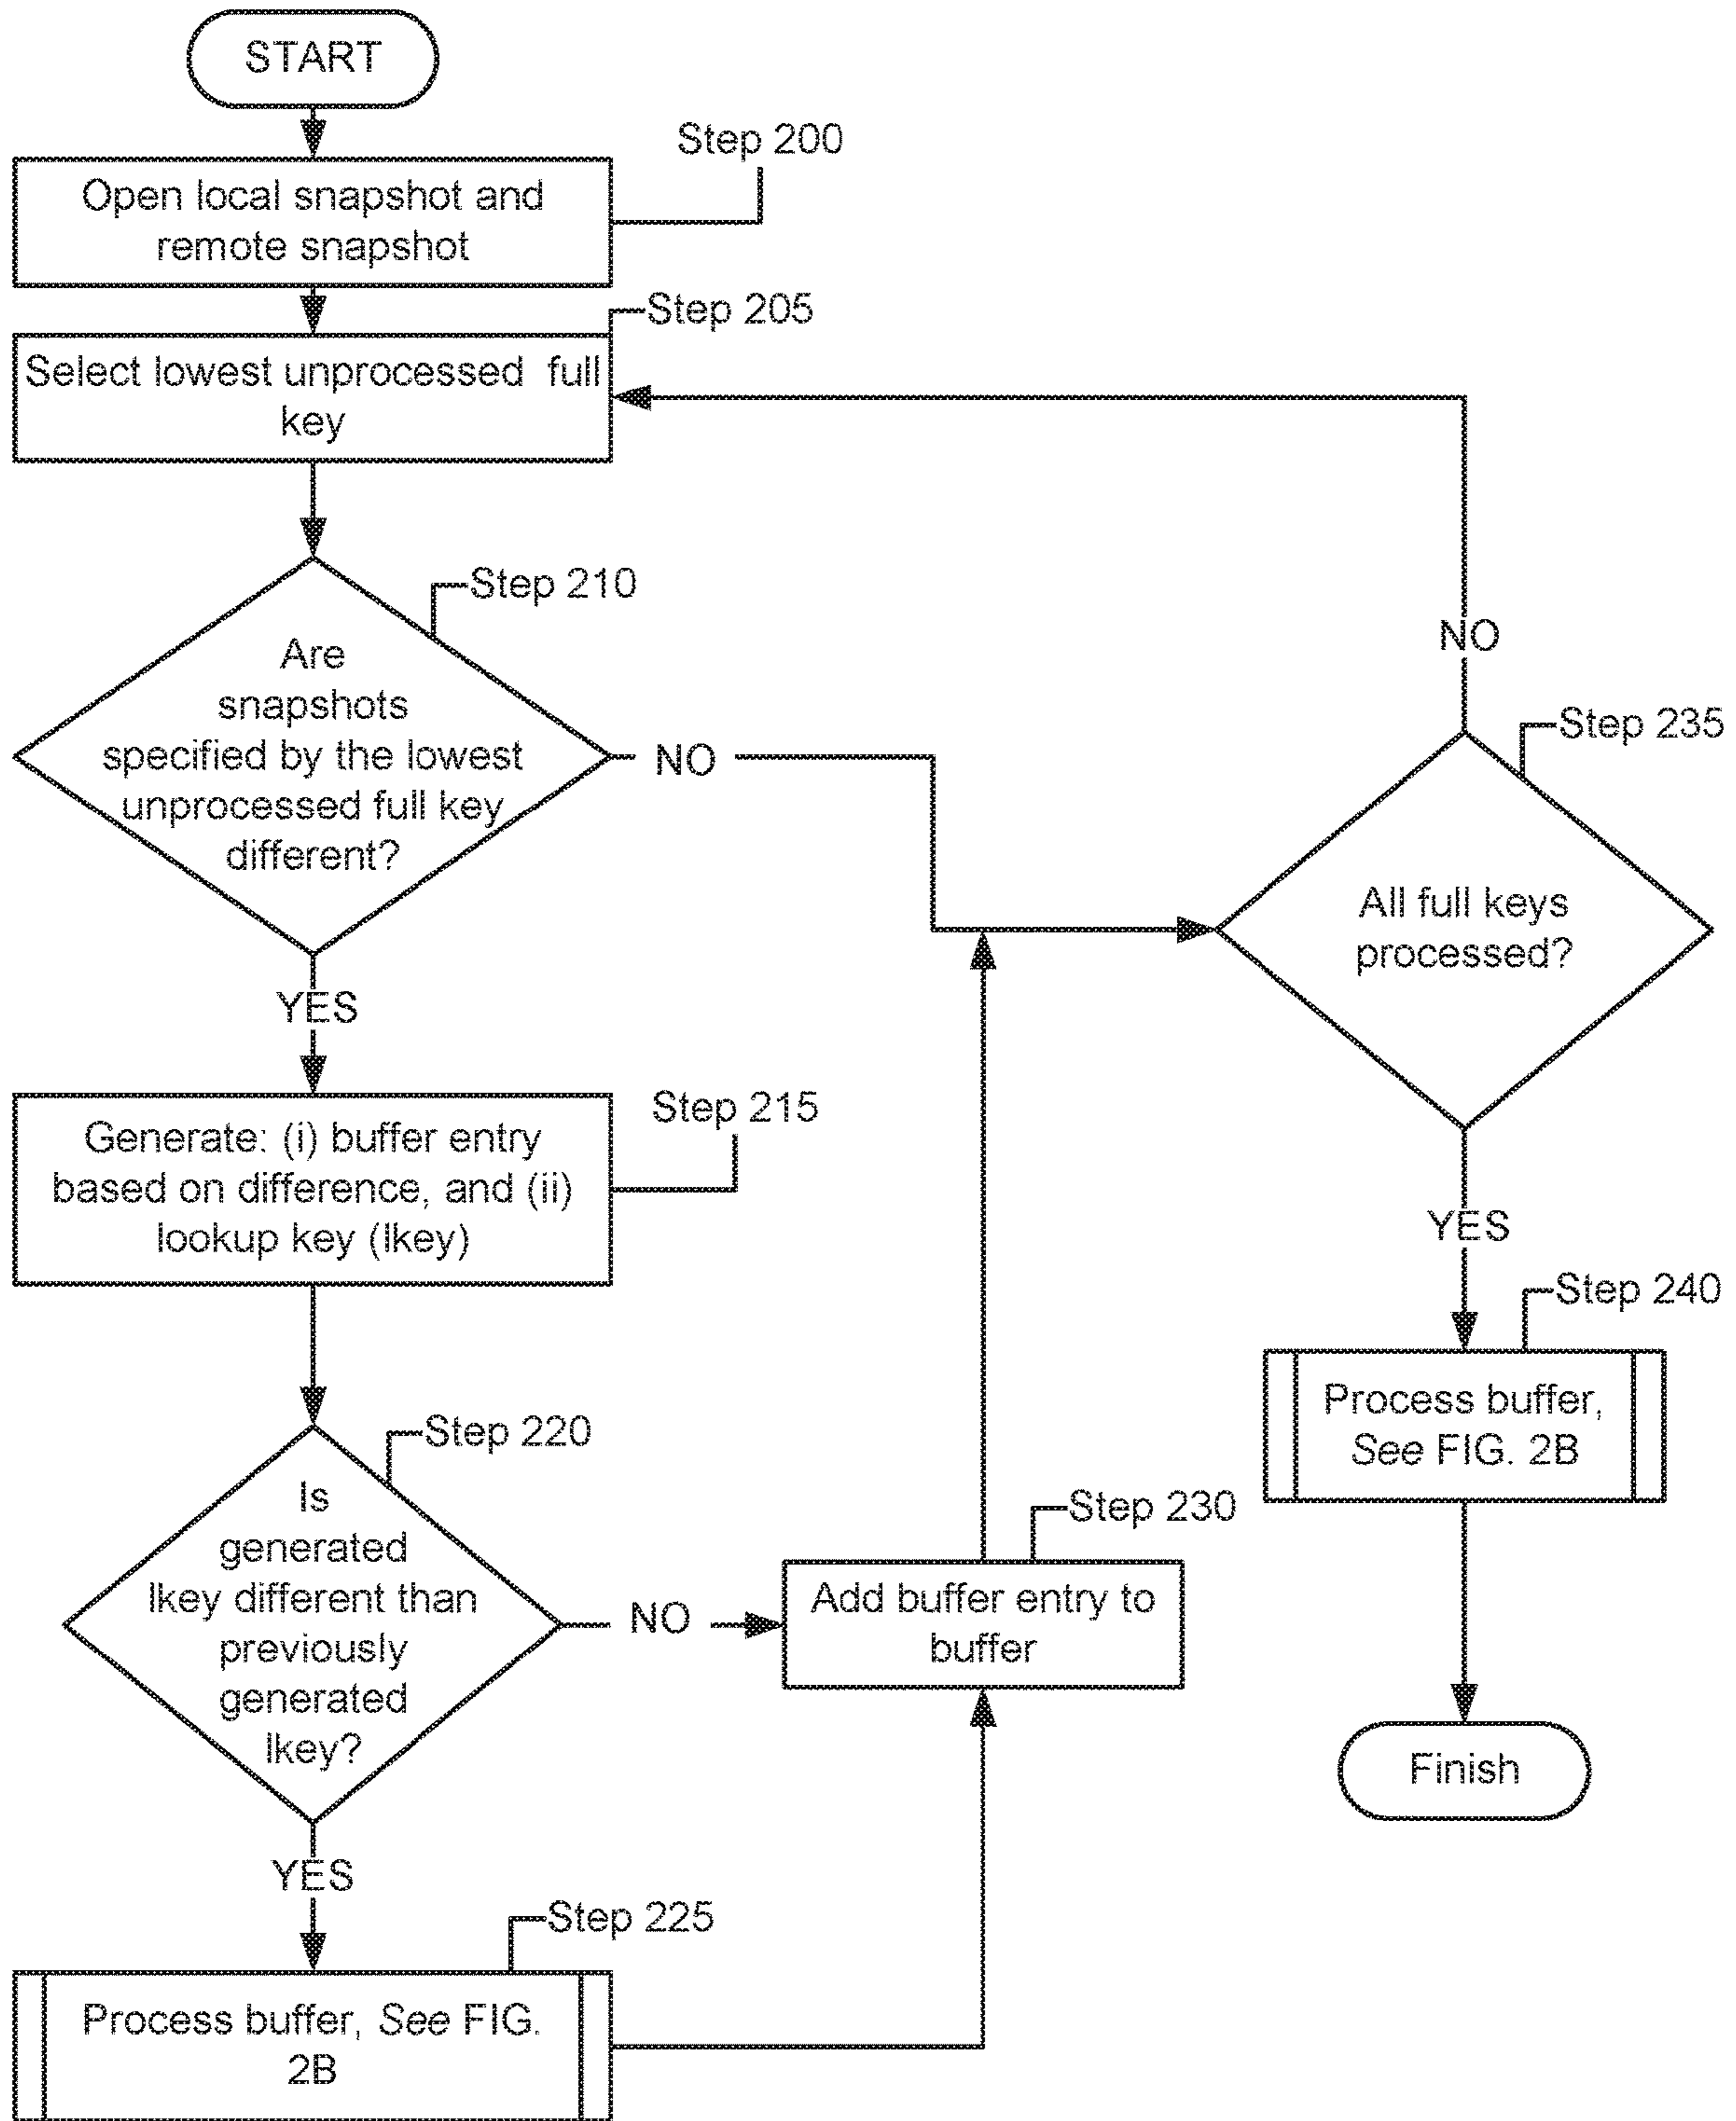 START
Step 200
Open local snapshot and
remote snapshot
Step 205
Select lowest unprocessed full
key
Step 210
Are
snapshots
specified by the lowest
unprocessed full key
different?
NO
YES
Step 215
Generate: (i) buffer entry
based on difference, and (ii)
lookup key (lkey)
Step 220
Is
generated
lkey different than
previously
generated
lkey?
NO
YES
Step 225
Process buffer, See FIG.
2B
Step 230
Add buffer entry to
buffer
NO
Step 235
All full keys
processed?
YES
Step 240
Process buffer,
See FIG. 2B
Finish